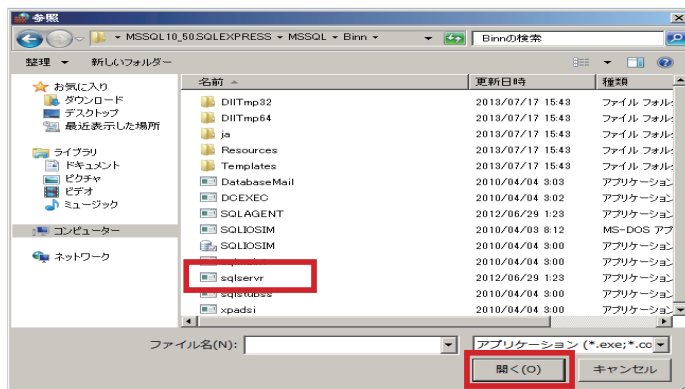 参照
MSSQL10_50.SQLEXPRESS MSSQL Binn Binnの検索
整理 新しいフォルダー
お気に入り
ダウンロード
デスクトップ
最近表示した場所
ライブラリ
ドキュメント
ピクチャ
ビデオ
ミュージック
コンピューター
ネットワーク
名前 更新日時 種類
DllTmp32 2013/07/17 15:43 ファイル フォル
DllTmp64 2013/07/17 15:43 ファイル フォル
ja 2013/07/17 15:43 ファイル フォル
Resources 2013/07/17 15:43 ファイル フォル
Templates 2013/07/17 15:43 ファイル フォル
DatabaseMail 2010/04/04 3:03 アプリケーション
DCEXEC 2010/04/04 3:02 アプリケーション
SQLAGENT 2012/06/29 1:23 アプリケーション
SQLIOSIM 2010/04/03 8:12 MS-DOS アプ
SQLIOSIM 2010/04/04 3:00 アプリケーション
2010/04/04 3:00 アプリケーション
sqlservr 2012/06/29 1:23 アプリケーション
sqlstubss 2010/04/04 3:00 アプリケーション
xpadsi 2010/04/04 3:00 アプリケーション
ファイル名(N): アプリケーション (*.exe;*.co
開く(O) キャンセル